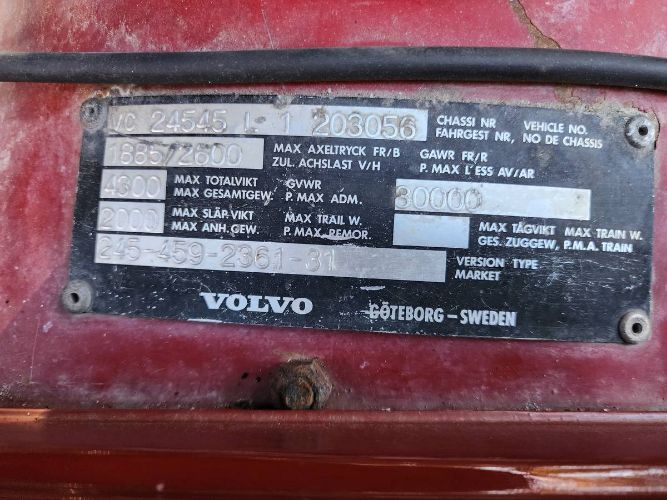 VC 24545 L 1 203056 CHASSI NR VEHICLE NO.
FAHRGEST NR, NO DE CHASSIS
1885/2600 MAX AXELTRYCK FR/B GAWR FR/R
ZUL. ACHSLAST V/H P. MAX L'ESS AV/AR
4300 MAX TOTALVIKT GVWR 30000
MAX GESAMTGEW. P. MAX ADM.
2000 MAX SLÄP.VIKT MAX TRAIL W. MAX TÅGVIKT MAX TRAIN W.
MAX. ANH.GEW. P. MAX REMOR. GES. ZUGGEW, P.M.A. TRAIN
245-459-2361-31 VERSION TYPE
MARKET
VOLVO GÖTEBORG – SWEDEN